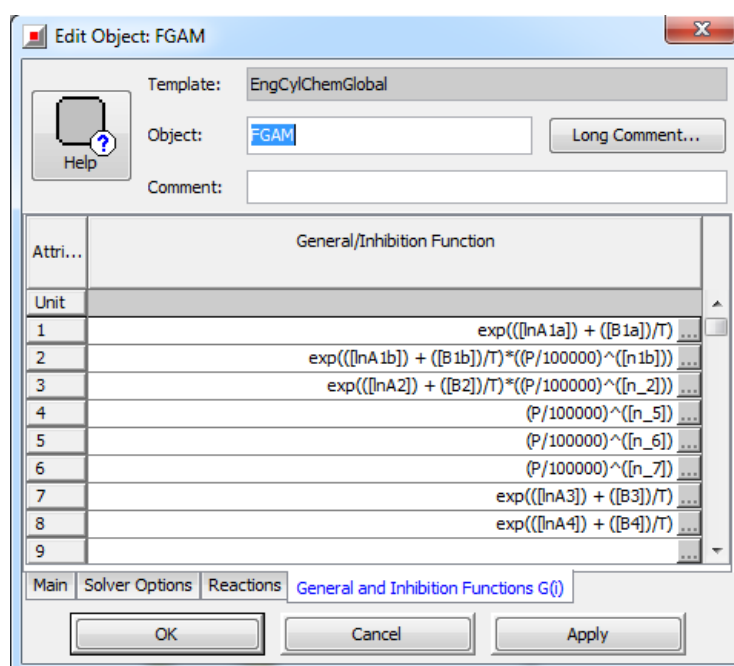 Edit Object: FGAM
X
Template: EngCylChemGlobal
Help
Object: FGAM Long Comment...
Comment:
Attri... General/Inhibition Function
Unit
1 exp(([lnA1a]) + ([B1a])/T) ...
2 exp(([lnA1b]) + ([B1b])/T)*((P/100000)^([n1b])) ...
3 exp(([lnA2]) + ([B2])/T)*((P/100000)^([n_2])) ...
4 (P/100000)^([n_5]) ...
5 (P/100000)^([n_6]) ...
6 (P/100000)^([n_7]) ...
7 exp(([lnA3]) + ([B3])/T) ...
8 exp(([lnA4]) + ([B4])/T) ...
9 ...
Main Solver Options Reactions General and Inhibition Functions G(i)
OK Cancel Apply